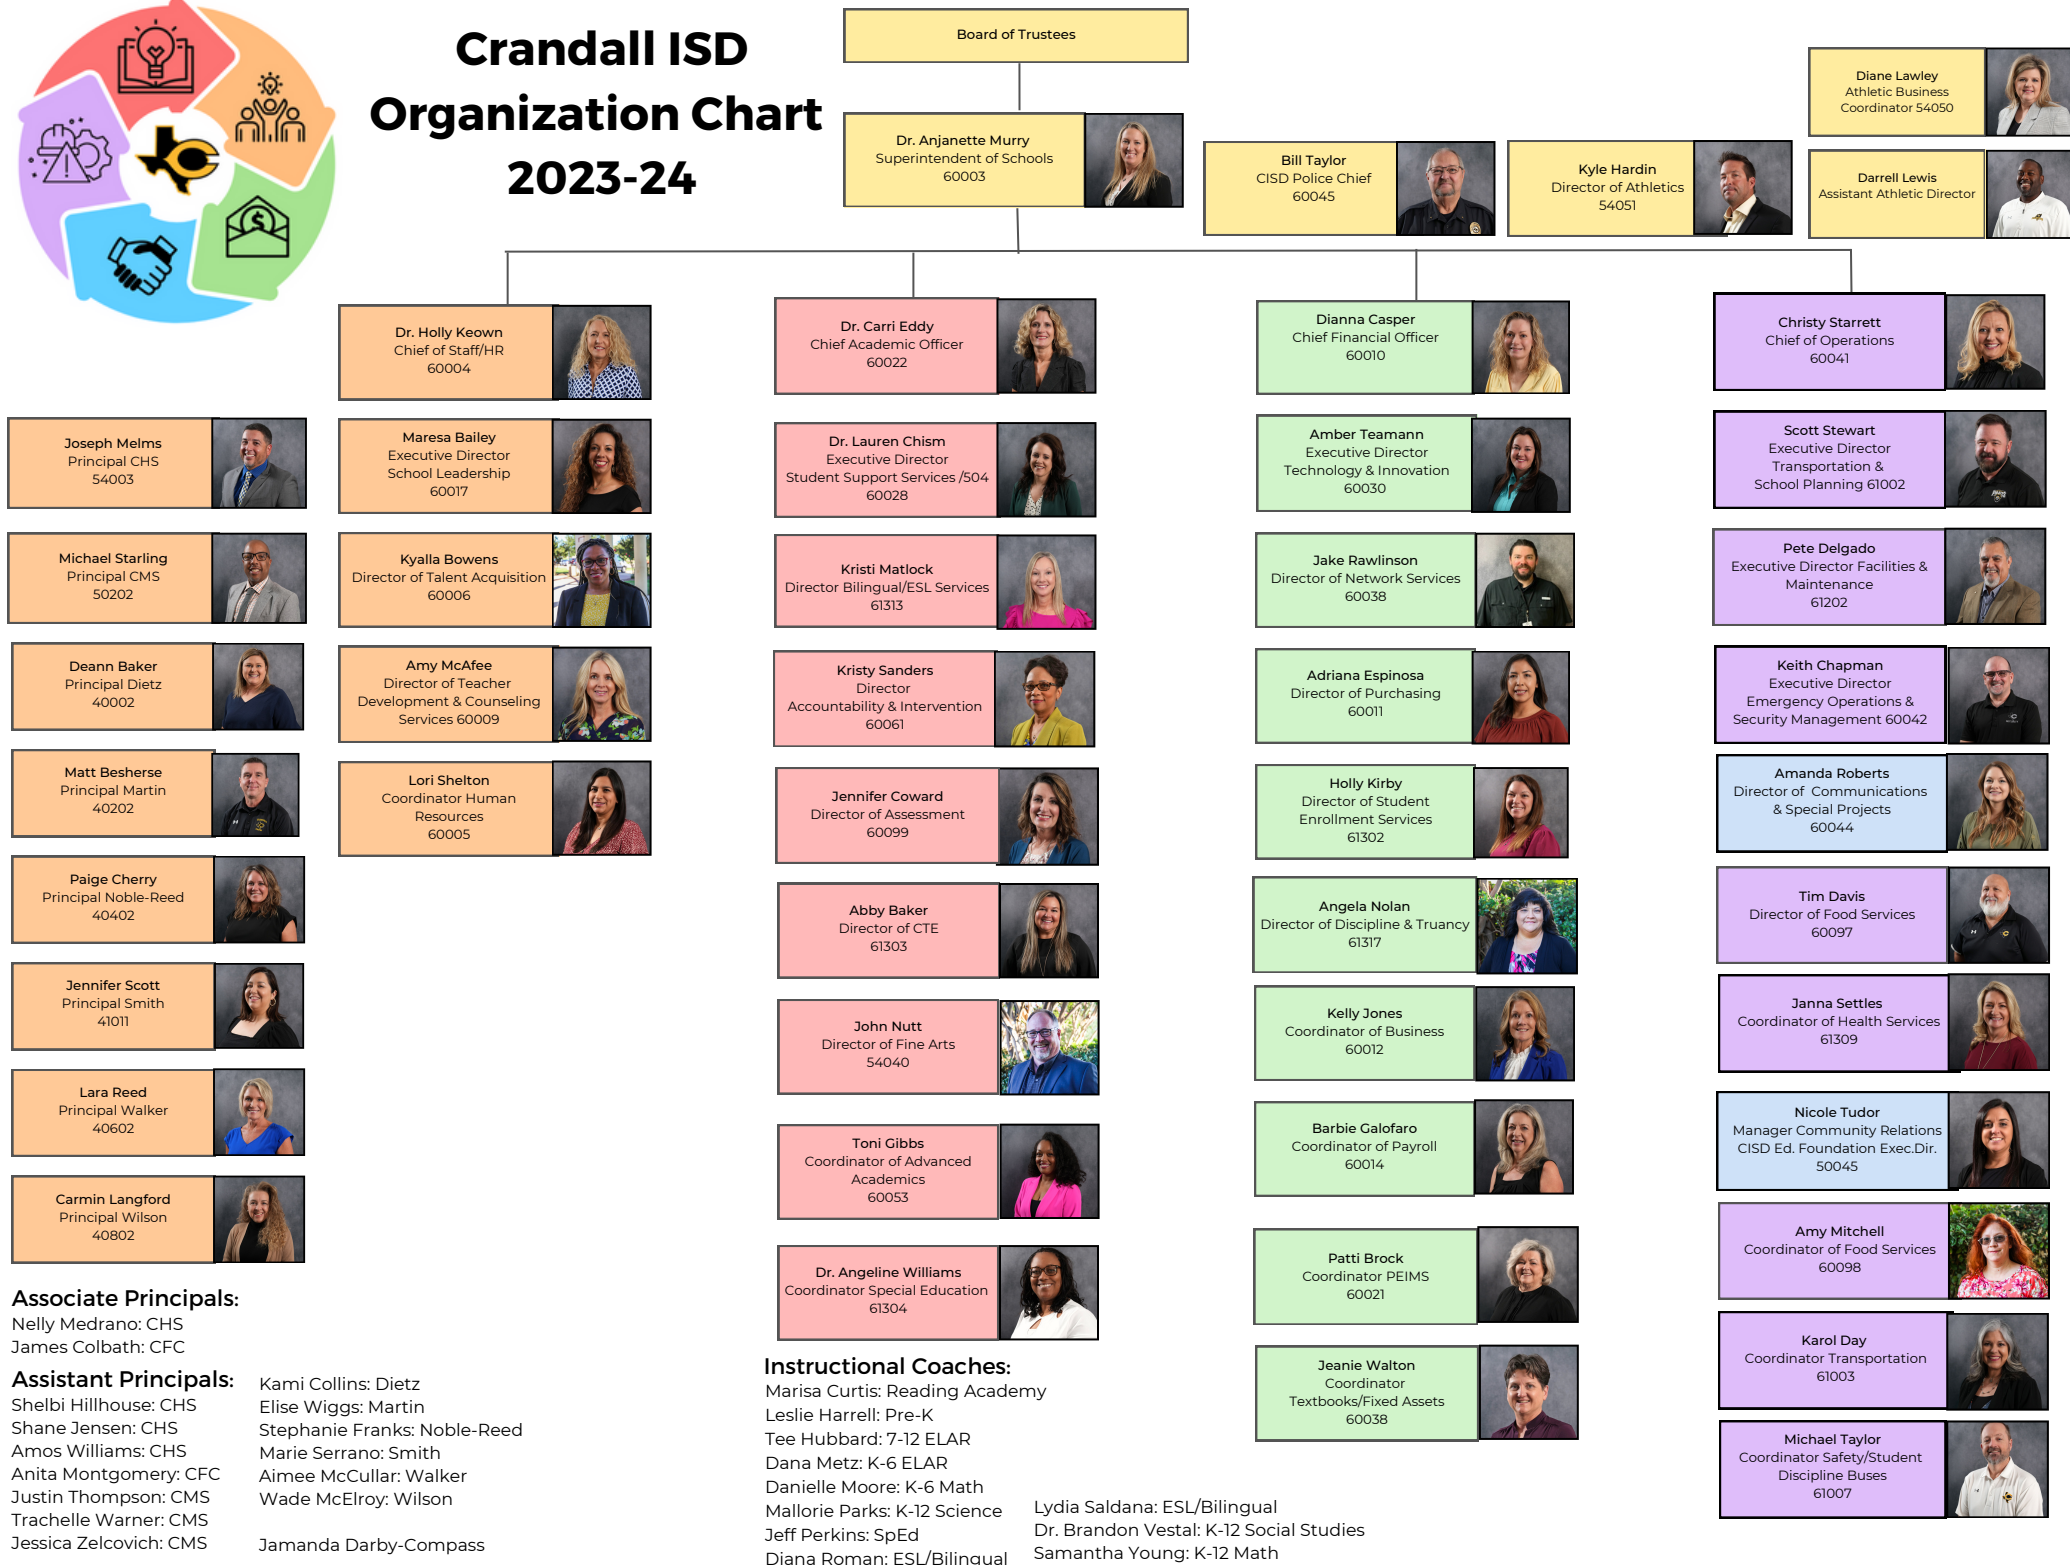 Crandall ISD
Organization Chart
2023-24
Board of Trustees
Dr. Anjanette Murry
Superintendent of Schools
60003
Bill Taylor
CISD Police Chief
60045
Kyle Hardin
Director of Athletics
54051
Diane Lawley
Athletic Business
Coordinator 54050
Darrell Lewis
Assistant Athletic Director
Joseph Melms
Principal CHS
54003
Michael Starling
Principal CMS
50202
Deann Baker
Principal Dietz
40002
Matt Besherse
Principal Martin
40202
Paige Cherry
Principal Noble-Reed
40402
Jennifer Scott
Principal Smith
41011
Lara Reed
Principal Walker
40602
Carmin Langford
Principal Wilson
40802
Dr. Holly Keown
Chief of Staff/HR
60004
Maresa Bailey
Executive Director
School Leadership
60017
Kyalla Bowens
Director of Talent Acquisition
60006
Amy McAfee
Director of Teacher
Development & Counseling
Services 60009
Lori Shelton
Coordinator Human
Resources
60005
Dr. Carri Eddy
Chief Academic Officer
60022
Dr. Lauren Chism
Executive Director
Student Support Services /504
60028
Kristi Matlock
Director Bilingual/ESL Services
61313
Kristy Sanders
Director
Accountability & Intervention
60061
Jennifer Coward
Director of Assessment
60099
Abby Baker
Director of CTE
61303
John Nutt
Director of Fine Arts
54040
Toni Gibbs
Coordinator of Advanced
Academics
60053
Dr. Angeline Williams
Coordinator Special Education
61304
Dianna Casper
Chief Financial Officer
60010
Amber Teamann
Executive Director
Technology & Innovation
60030
Jake Rawlinson
Director of Network Services
60038
Adriana Espinosa
Director of Purchasing
60011
Holly Kirby
Director of Student
Enrollment Services
61302
Angela Nolan
Director of Discipline & Truancy
61317
Kelly Jones
Coordinator of Business
60012
Barbie Galofaro
Coordinator of Payroll
60014
Patti Brock
Coordinator PEIMS
60021
Jeanie Walton
Coordinator
Textbooks/Fixed Assets
60038
Christy Starrett
Chief of Operations
60041
Scott Stewart
Executive Director
Transportation &
School Planning 61002
Pete Delgado
Executive Director Facilities &
Maintenance
61202
Keith Chapman
Executive Director
Emergency Operations &
Security Management 60042
Amanda Roberts
Director of Communications
& Special Projects
60044
Tim Davis
Director of Food Services
60097
Janna Settles
Coordinator of Health Services
61309
Nicole Tudor
Manager Community Relations
CISD Ed. Foundation Exec.Dir.
50045
Amy Mitchell
Coordinator of Food Services
60098
Karol Day
Coordinator Transportation
61003
Michael Taylor
Coordinator Safety/Student
Discipline Buses
61007
Associate Principals:
Nelly Medrano: CHS
James Colbath: CFC
Assistant Principals:
Shelbi Hillhouse: CHS
Shane Jensen: CHS
Amos Williams: CHS
Anita Montgomery: CFC
Justin Thompson: CMS
Trachelle Warner: CMS
Jessica Zelcovich: CMS
Kami Collins: Dietz
Elise Wiggs: Martin
Stephanie Franks: Noble-Reed
Marie Serrano: Smith
Aimee McCullar: Walker
Wade McElroy: Wilson
Jamanda Darby-Compass
Instructional Coaches:
Marisa Curtis: Reading Academy
Leslie Harrell: Pre-K
Tee Hubbard: 7-12 ELAR
Dana Metz: K-6 ELAR
Danielle Moore: K-6 Math
Mallorie Parks: K-12 Science
Jeff Perkins: SpEd
Diana Roman: ESL/Bilingual
Lydia Saldana: ESL/Bilingual
Dr. Brandon Vestal: K-12 Social Studies
Samantha Young: K-12 Math